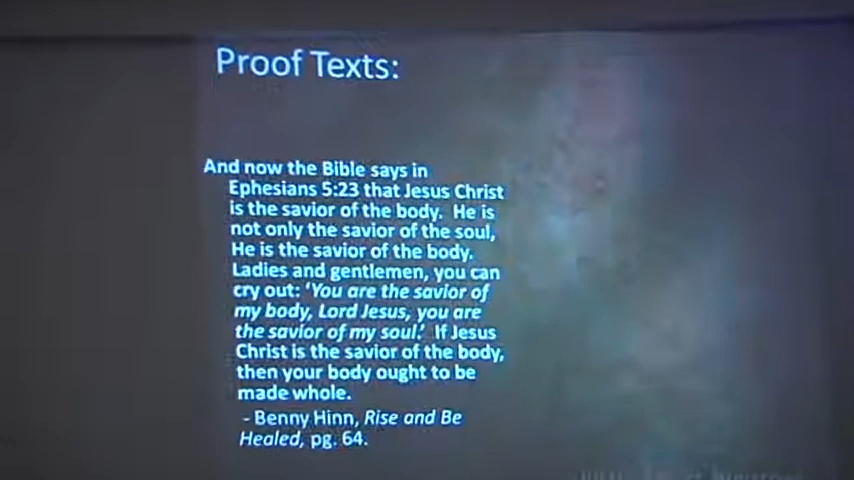 Proof Texts:
And now the Bible says in
Ephesians 5:23 that Jesus Christ
is the savior of the body. He is
not only the savior of the soul,
He is the savior of the body.
Ladies and gentlemen, you can
cry out: ‘You are the savior of
my body, Lord Jesus, you are
the savior of my soul.’ If Jesus
Christ is the savior of the body,
then your body ought to be
made whole.
- Benny Hinn, Rise and Be
Healed, pg. 64.